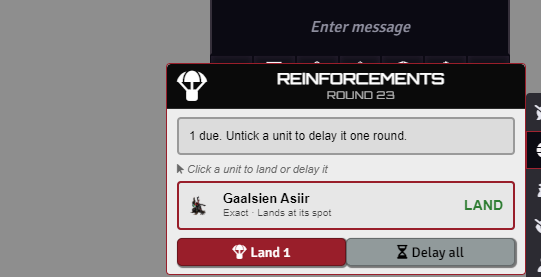 Enter message
REINFORCEMENTS
ROUND 23
1 due. Untick a unit to delay it one round.
Click a unit to land or delay it
Gaalsien Asiir
Exact · Lands at its spot
LAND
Land 1
Delay all